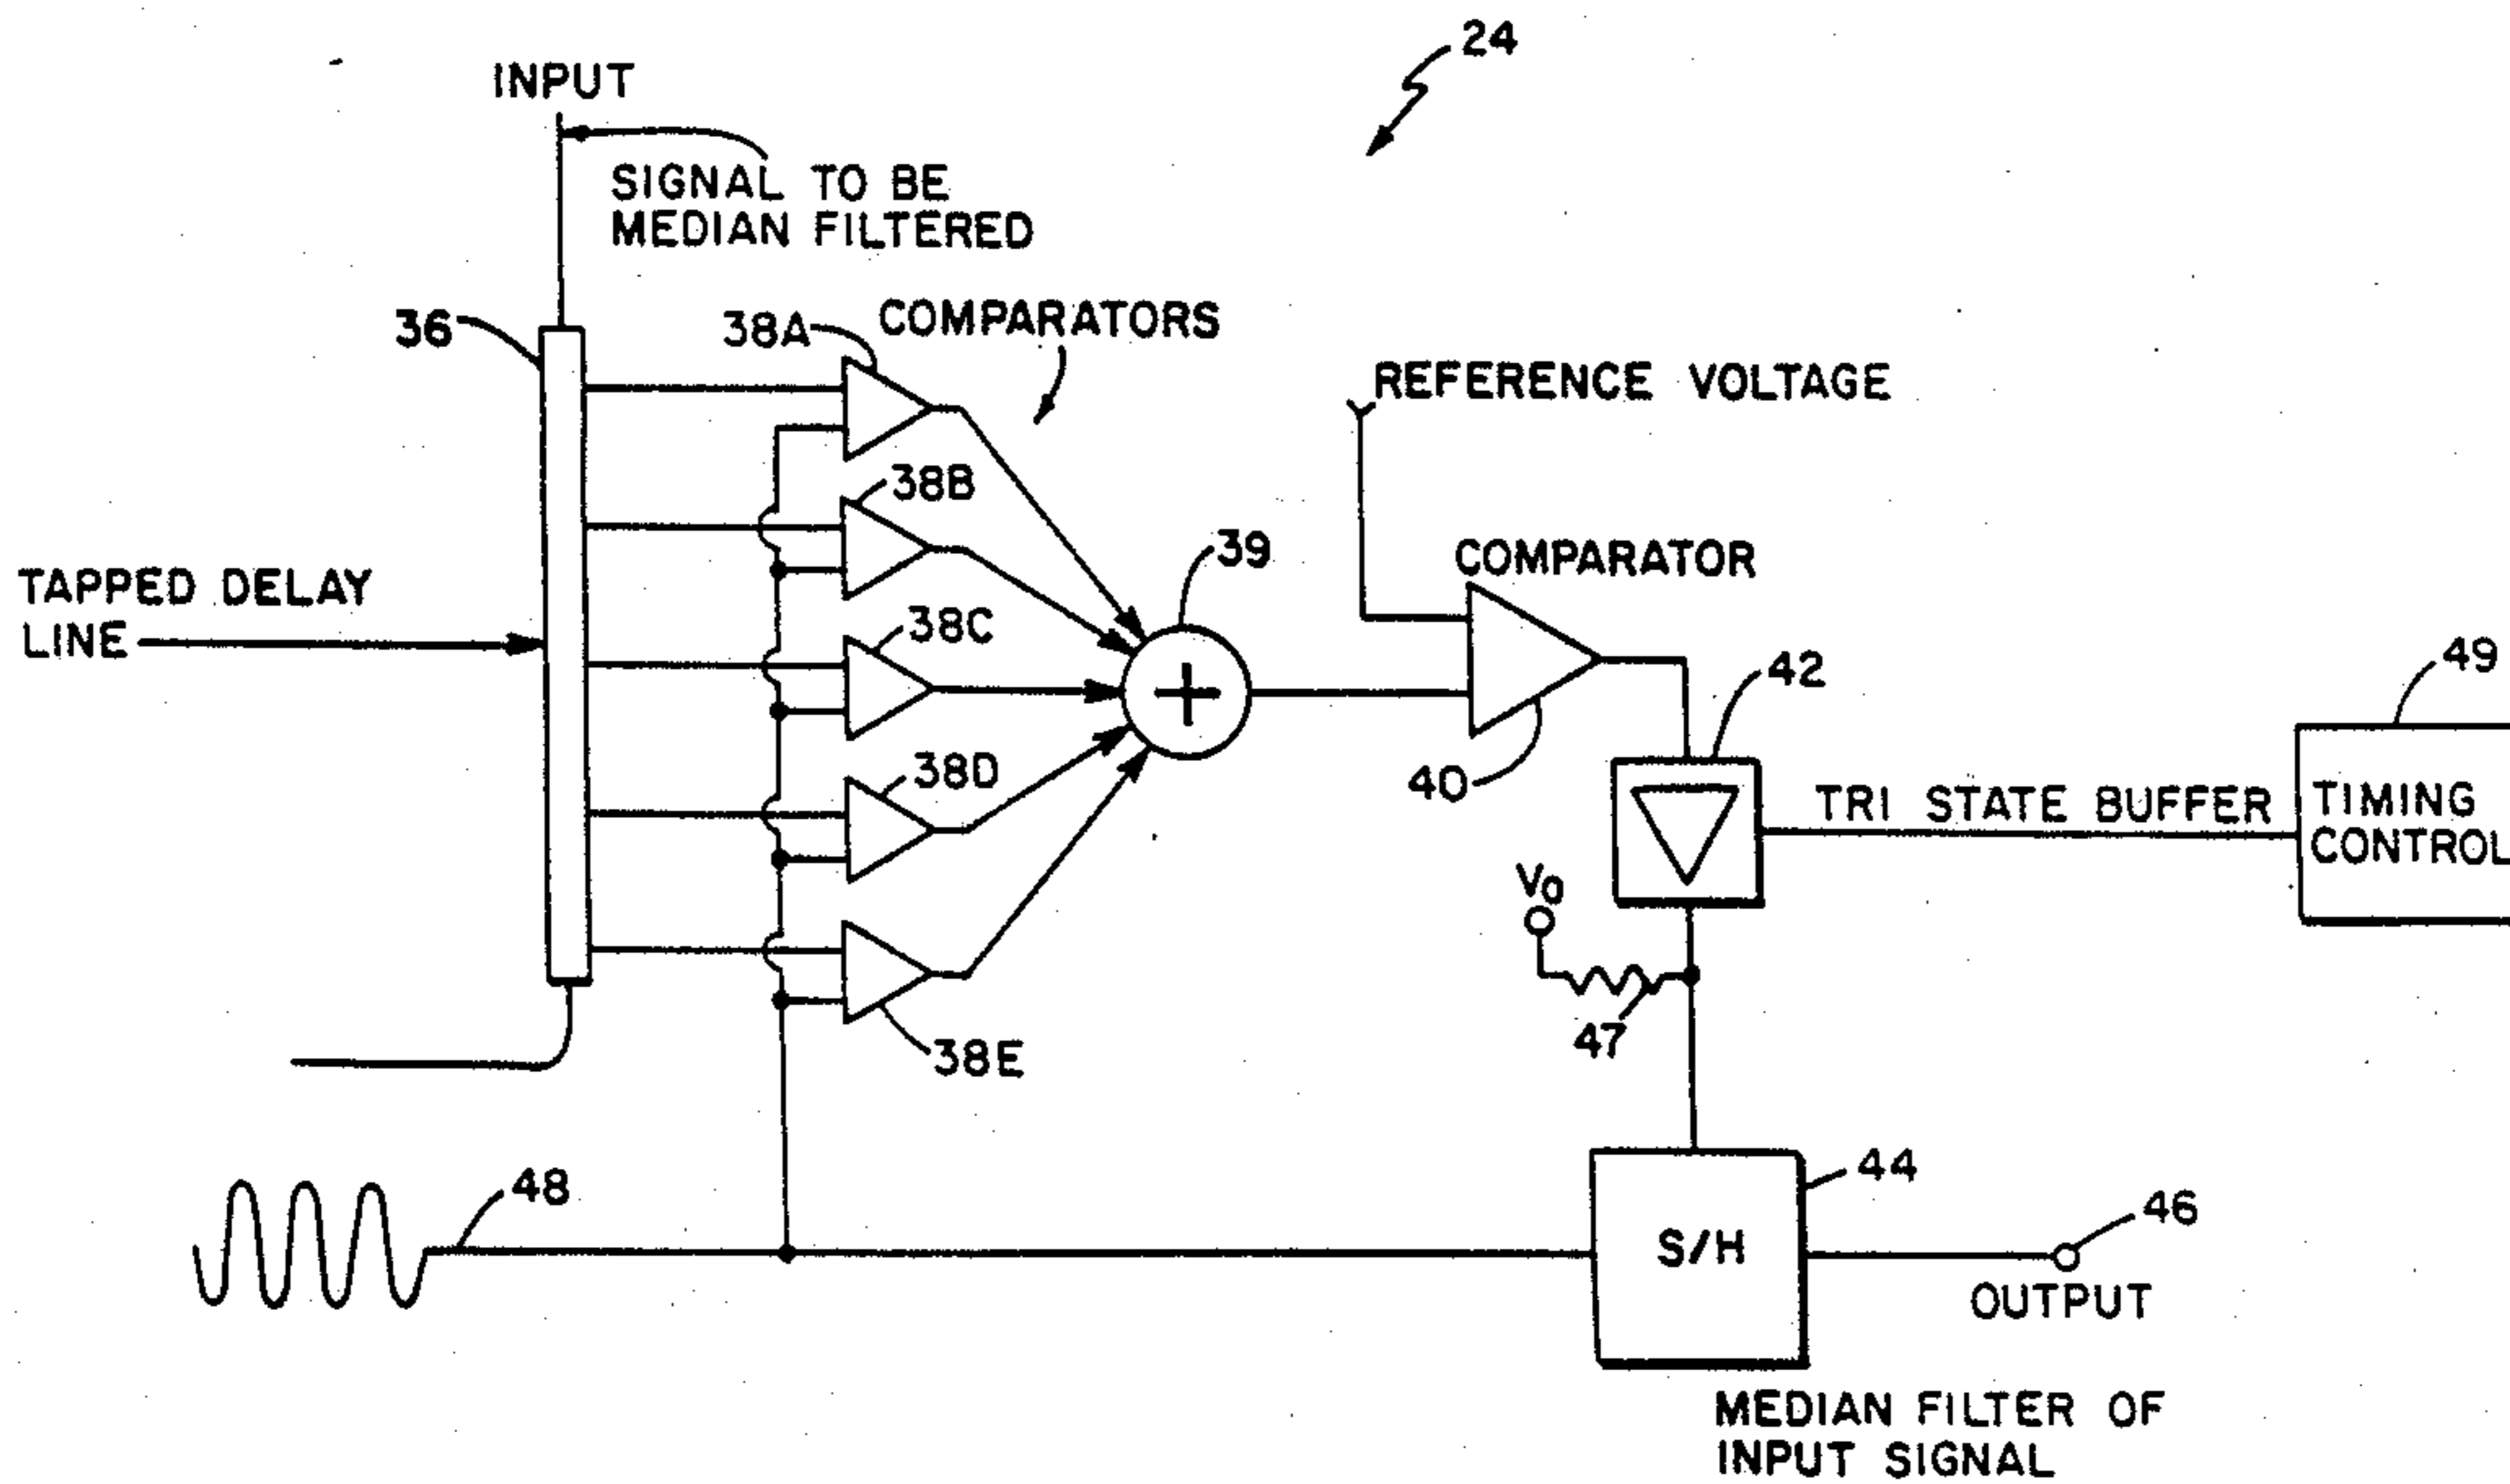 24
INPUT
SIGNAL TO BE
MEDIAN FILTERED
36
38A
COMPARATORS
REFERENCE VOLTAGE
38B
39
COMPARATOR
TAPPED DELAY
LINE
38C
42
49
38D
40
TRI STATE BUFFER
TIMING
CONTROL
Vo
47
38E
48
44
S/H
46
OUTPUT
MEDIAN FILTER OF
INPUT SIGNAL